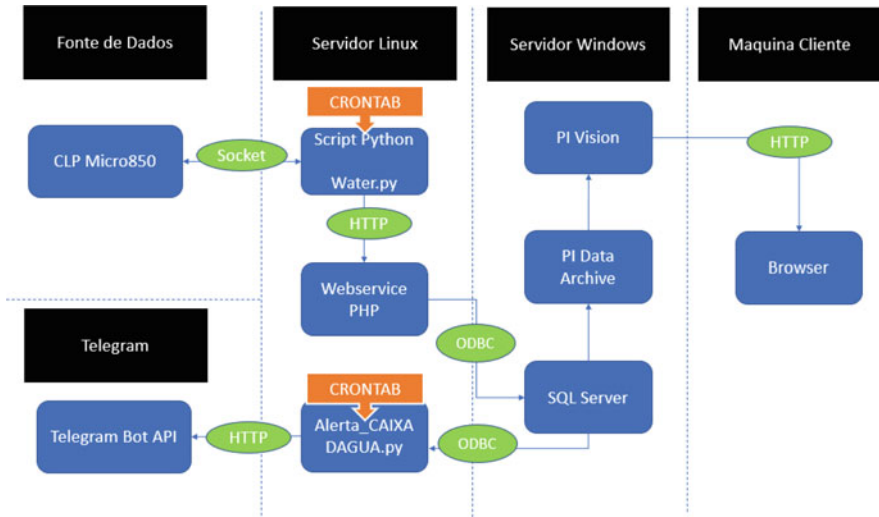 Fonte de Dados
Servidor Linux
Servidor Windows
Maquina Cliente
CRONTAB
CLP Micro850
Socket
Script Python
Water.py
PI Vision
HTTP
HTTP
Webservice
PHP
PI Data
Archive
Browser
Telegram
ODBC
CRONTAB
SQL Server
Telegram Bot API
HTTP
Alerta_CAIXA
DAGUA.py
ODBC